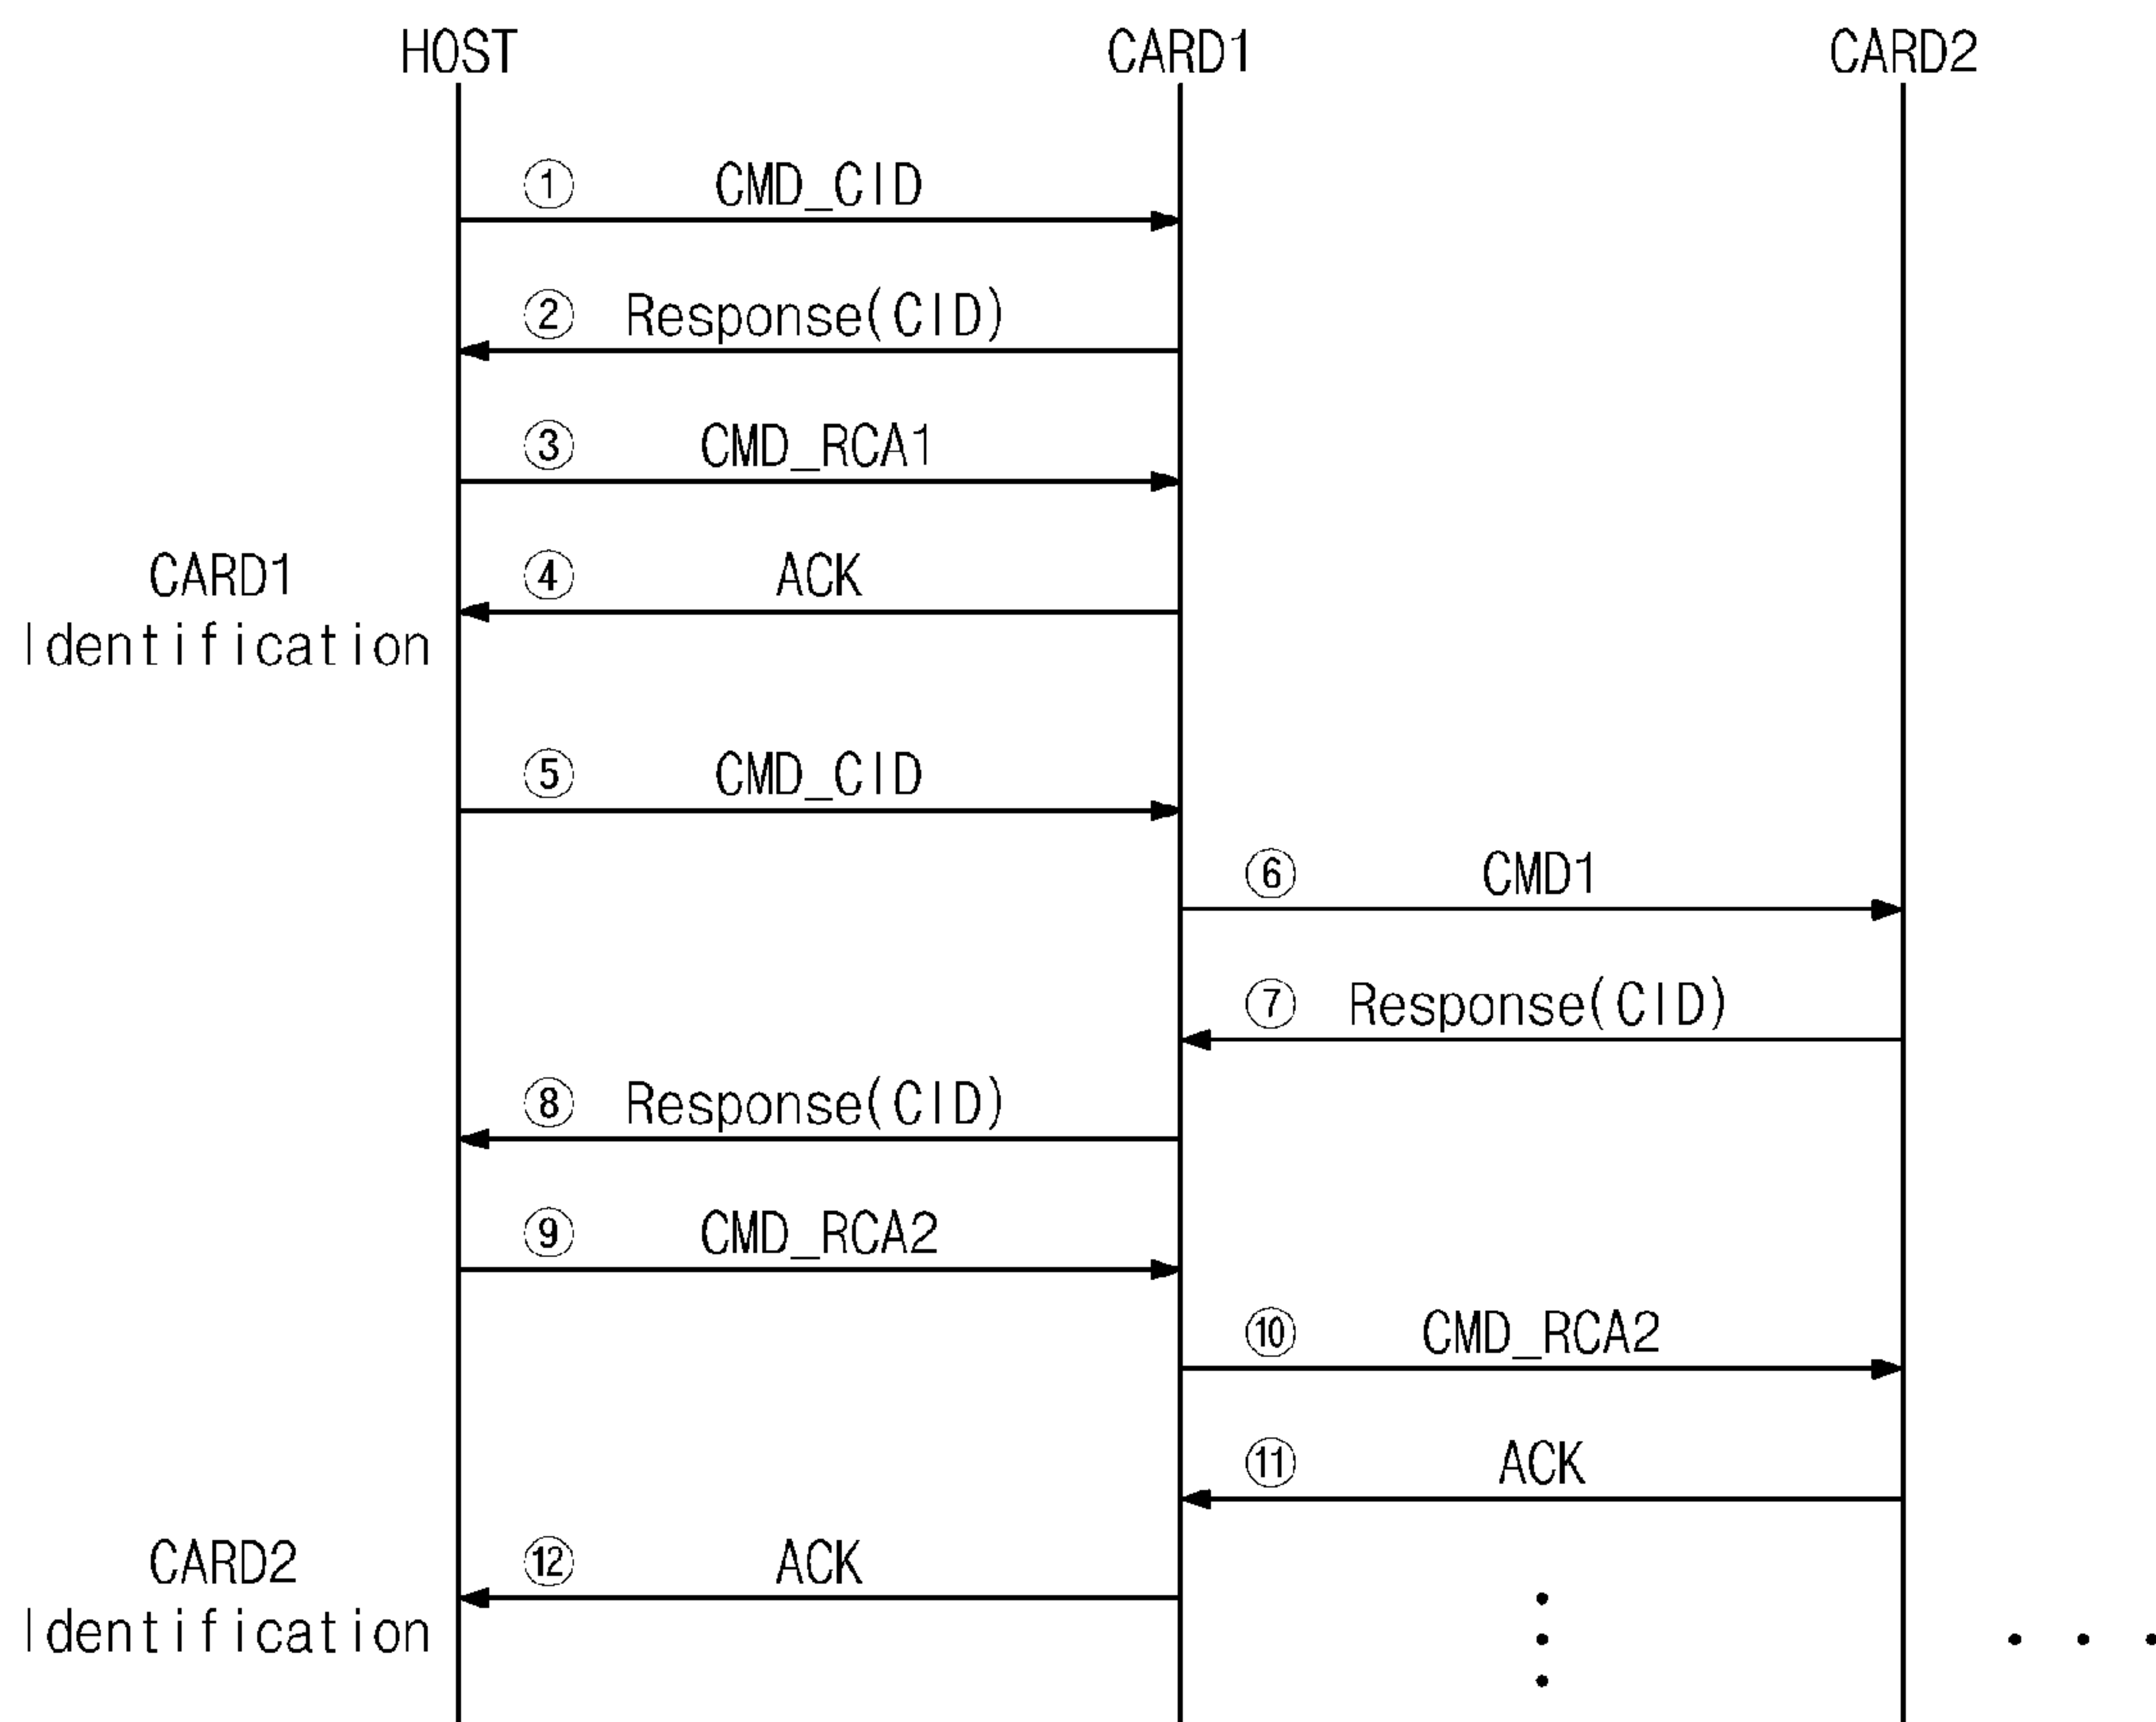 HOST CARD1 CARD2
① CMD_CID
② Response(CID)
③ CMD_RCA1
CARD1
Identification
④ ACK
⑤ CMD_CID
⑥ CMD1
⑦ Response(CID)
⑧ Response(CID)
⑨ CMD_RCA2
⑩ CMD_RCA2
⑪ ACK
CARD2
Identification
⑫ ACK